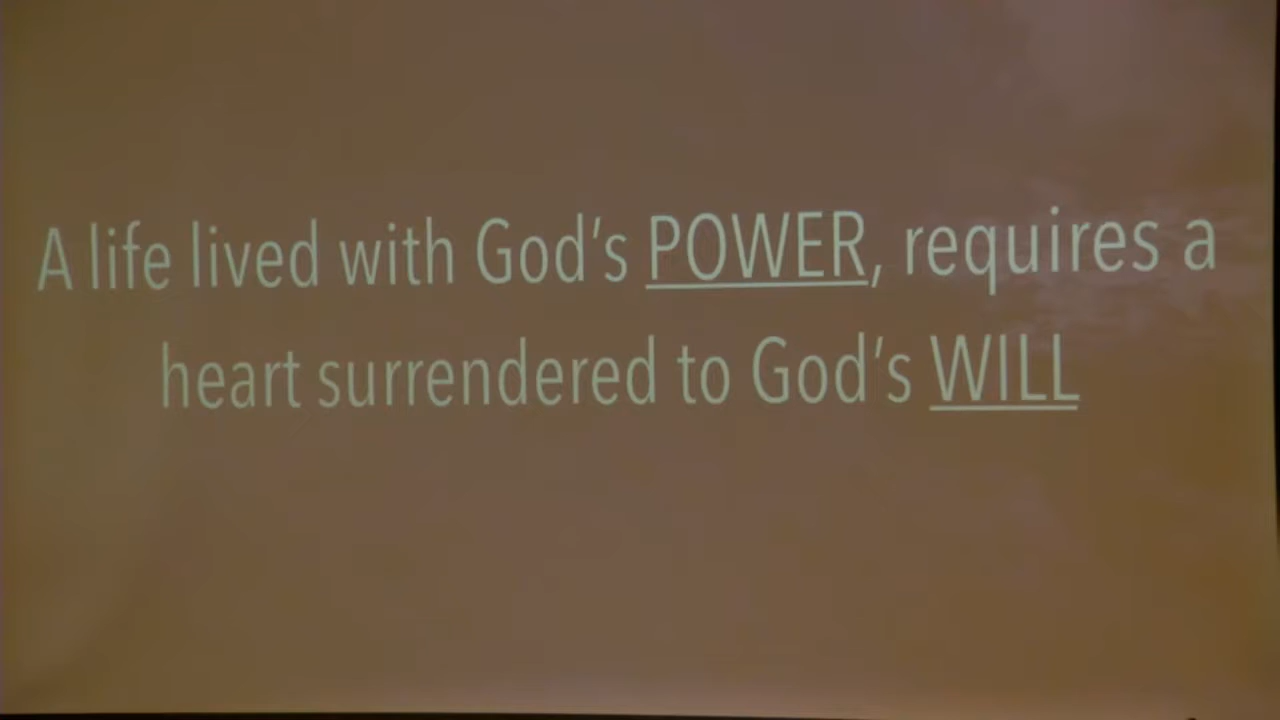 A life lived with God’s POWER, requires a
heart surrendered to God’s WILL